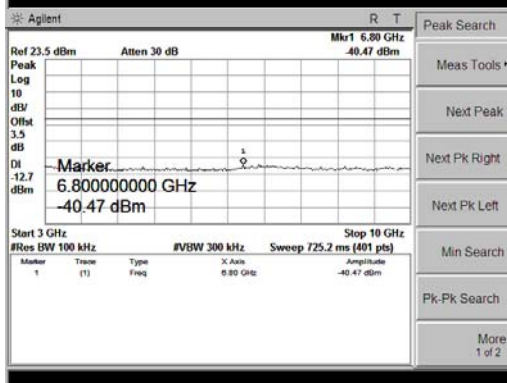 Agilent R T
Mkr1 6.80 GHz
Ref 23.5 dBm Atten 30 dB -40.47 dBm
Peak
Log
10
dB/
Offst
3.5
dB
DI
-12.7
dBm
1
Marker
6.800000000 GHz
-40.47 dBm
Start 3 GHz Stop 10 GHz
#Res BW 100 kHz #VBW 300 kHz Sweep 725.2 ms (401 pts)
Marker Trace Type X Axis Amplitude
1 (1) Freq 6.80 GHz -40.47 dBm
Peak Search
Meas Tools
Next Peak
Next Pk Right
Next Pk Left
Min Search
Pk-Pk Search
More
1 of 2